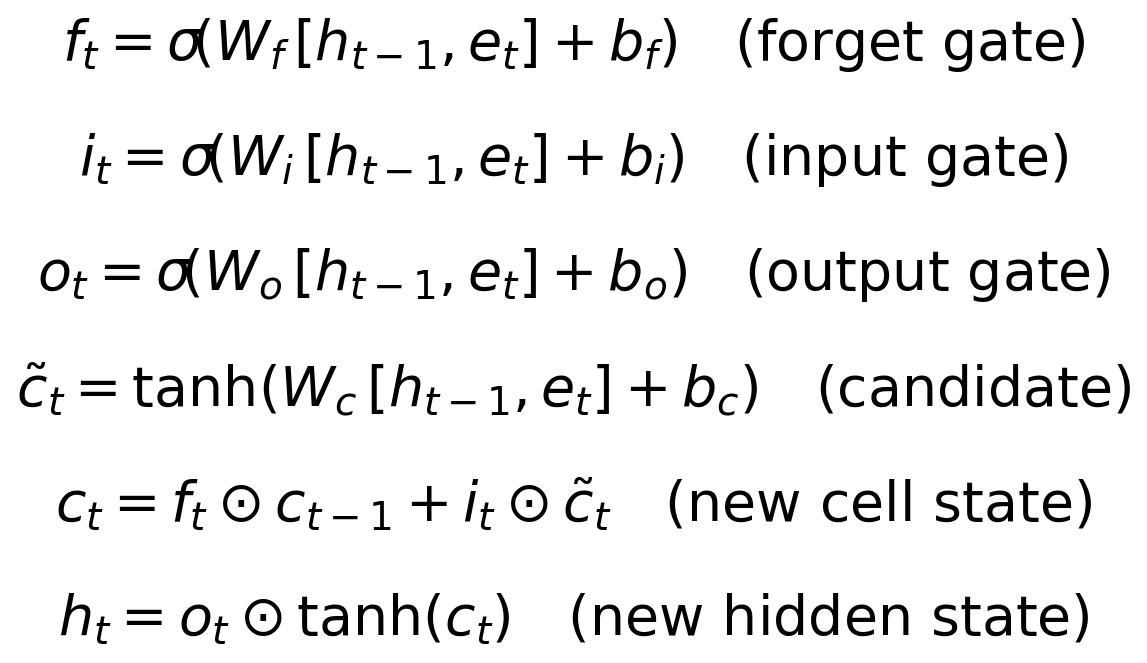 f_t = σ(W_f [h_{t−1}, e_t] + b_f) (forget gate)
i_t = σ(W_i [h_{t−1}, e_t] + b_i) (input gate)
o_t = σ(W_o [h_{t−1}, e_t] + b_o) (output gate)
c̃_t = tanh(W_c [h_{t−1}, e_t] + b_c) (candidate)
c_t = f_t ⊙ c_{t−1} + i_t ⊙ c̃_t (new cell state)
h_t = o_t ⊙ tanh(c_t) (new hidden state)